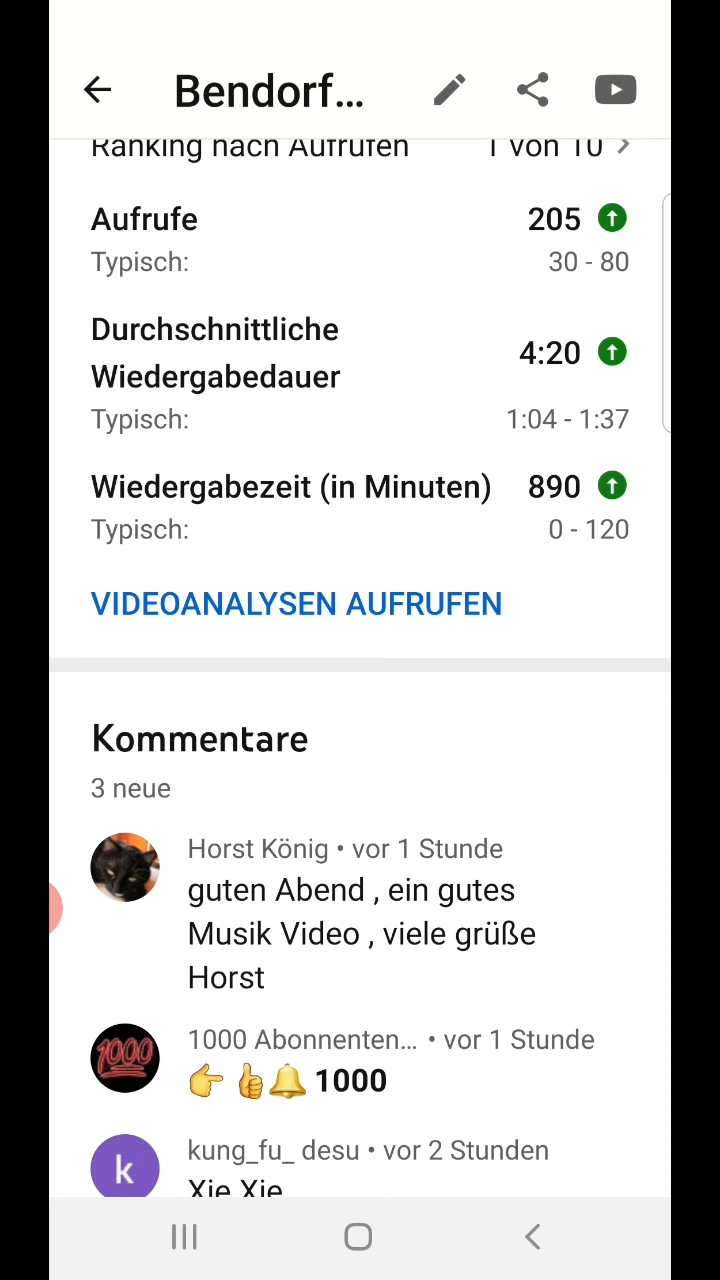 Bendorf...
Ranking nach Aufrufen 1 von 10
Aufrufe 205
Typisch: 30 - 80
Durchschnittliche
Wiedergabedauer 4:20
Typisch: 1:04 - 1:37
Wiedergabezeit (in Minuten) 890
Typisch: 0 - 120
VIDEOANALYSEN AUFRUFEN
Kommentare
3 neue
Horst König • vor 1 Stunde
guten Abend , ein gutes
Musik Video , viele grüße
Horst
1000
1000 Abonnenten... • vor 1 Stunde
👉👍🔔 1000
k
kung_fu_ desu • vor 2 Stunden
Xie Xie